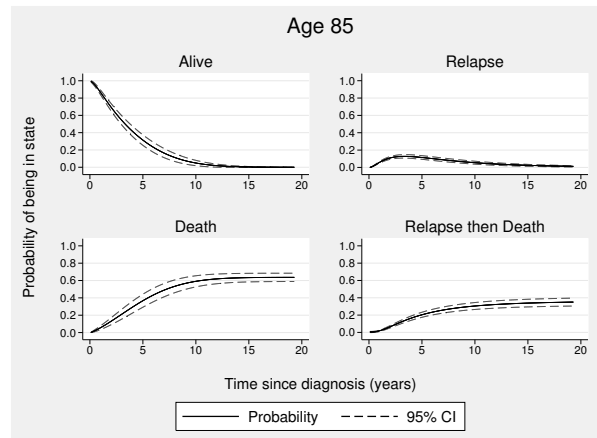 Age 85
Alive
Relapse
1.0
0.8
0.6
0.4
0.2
0.0
0 5 10 15 20
1.0
0.8
0.6
0.4
0.2
0.0
0 5 10 15 20
Death
Relapse then Death
1.0
0.8
0.6
0.4
0.2
0.0
0 5 10 15 20
1.0
0.8
0.6
0.4
0.2
0.0
0 5 10 15 20
Probability of being in state
Time since diagnosis (years)
Probability 95% CI